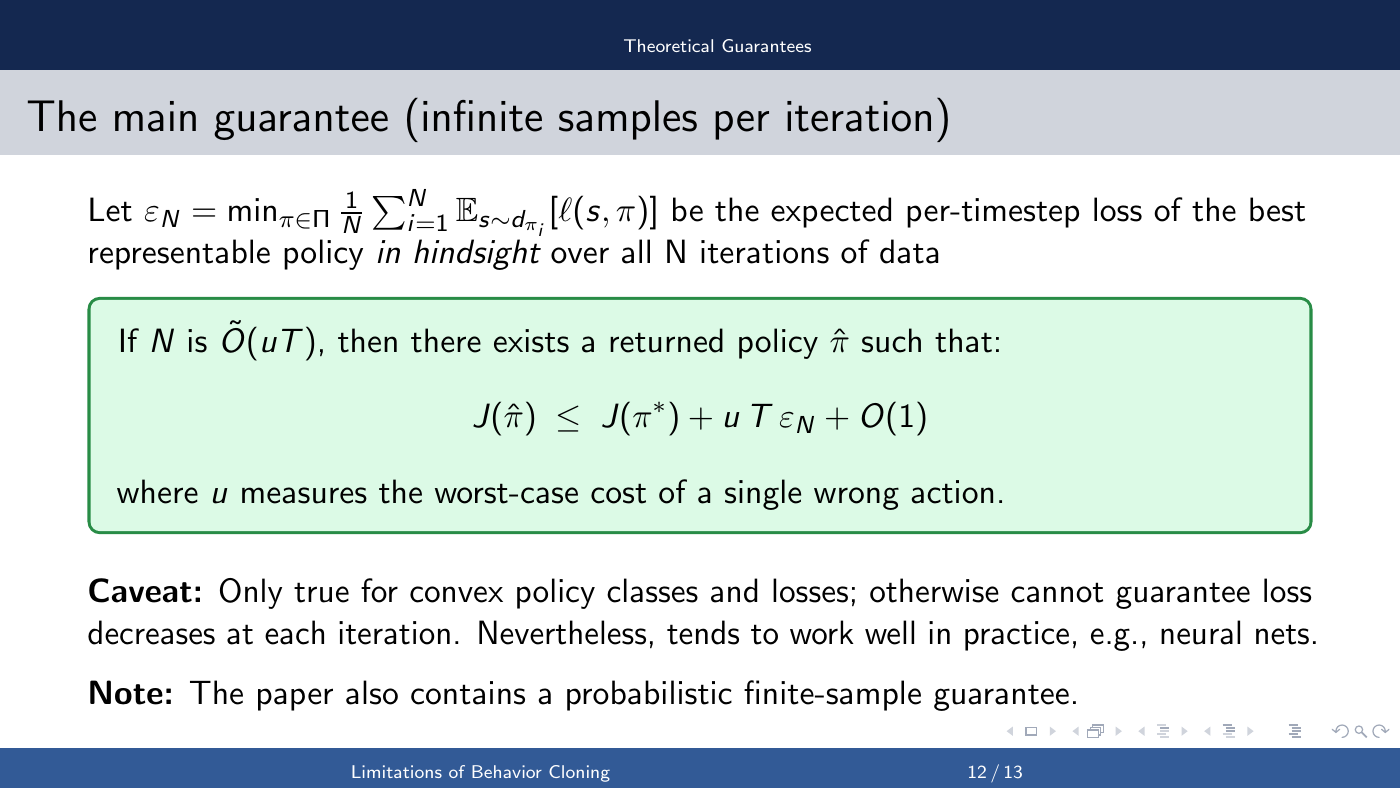 Theoretical Guarantees
The main guarantee (infinite samples per iteration)
Let ε_N = min_{π∈Π} 1/N ∑_{i=1}^{N} 𝔼_{s∼d_{π_i}} [ℓ(s, π)] be the expected per-timestep loss of the best
representable policy in hindsight over all N iterations of data
If N is Õ(uT), then there exists a returned policy π̂ such that:
J(π̂) ≤ J(π*) + u T ε_N + O(1)
where u measures the worst-case cost of a single wrong action.
Caveat: Only true for convex policy classes and losses; otherwise cannot guarantee loss
decreases at each iteration. Nevertheless, tends to work well in practice, e.g., neural nets.
Note: The paper also contains a probabilistic finite-sample guarantee.
Limitations of Behavior Cloning 12 / 13